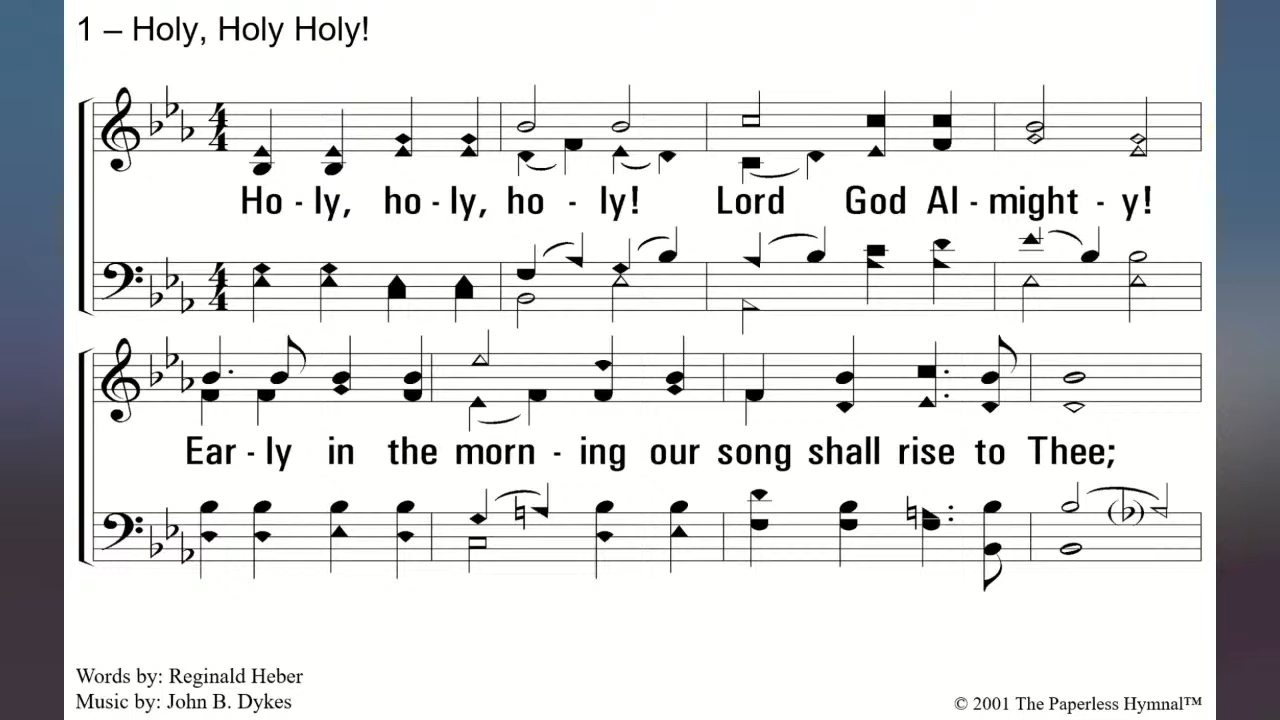 1 – Holy, Holy Holy!
Ho - ly, ho - ly, ho - ly! Lord God Al - might - y!
Ear - ly in the morn - ing our song shall rise to Thee;
Words by: Reginald Heber
Music by: John B. Dykes
© 2001 The Paperless Hymnal™